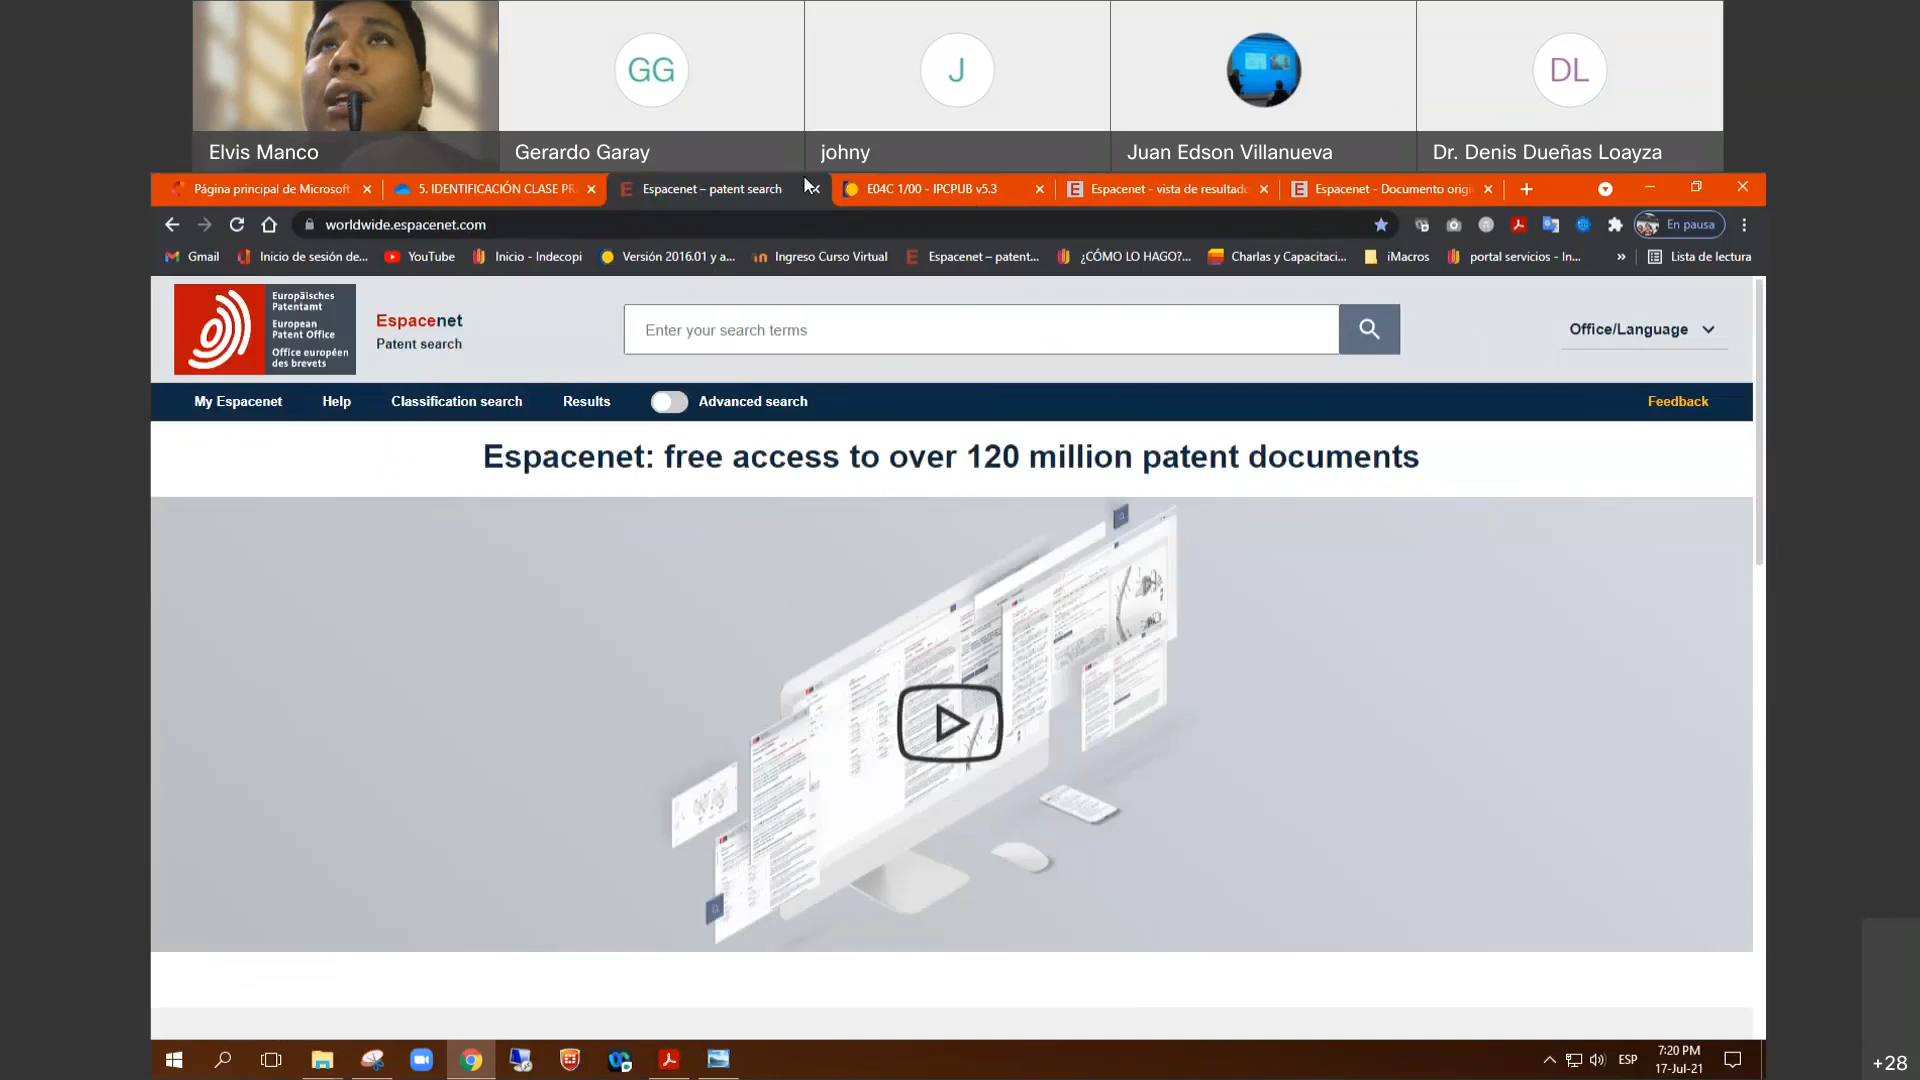 GG
J
DL
Elvis Manco
Gerardo Garay
johny
Juan Edson Villanueva
Dr. Denis Dueñas Loayza
Página principal de Microsoft
5. IDENTIFICACIÓN CLASE PR
Espacenet – patent search
E04C 1/00 - IPCPUB v5.3
Espacenet - vista de resultado
Espacenet - Documento origi
worldwide.espacenet.com
En pausa
Gmail
Inicio de sesión de...
YouTube
Inicio - Indecopi
Versión 2016.01 y a...
Ingreso Curso Virtual
Espacenet – patent...
¿CÓMO LO HAGO?...
Charlas y Capacitaci...
iMacros
portal servicios - In...
»
Lista de lectura
Europäisches
Patentamt
European
Patent Office
Office européen
des brevets
Espacenet
Patent search
Enter your search terms
Office/Language
My Espacenet
Help
Classification search
Results
Advanced search
Feedback
Espacenet: free access to over 120 million patent documents
ESP
7:20 PM
17-Jul-21
+28